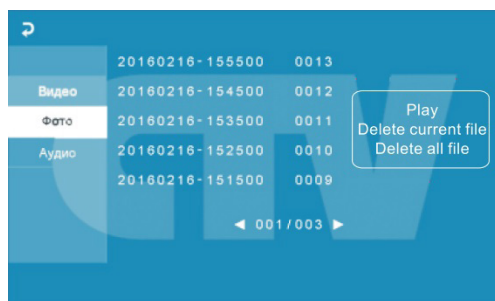 20160216-155500 0013
Видео
20160216-154500 0012
Фото
20160216-153500 0011
Аудио
20160216-152500 0010
20160216-151500 0009
Play
Delete current file
Delete all file
◀ 001/003 ▶
CTV